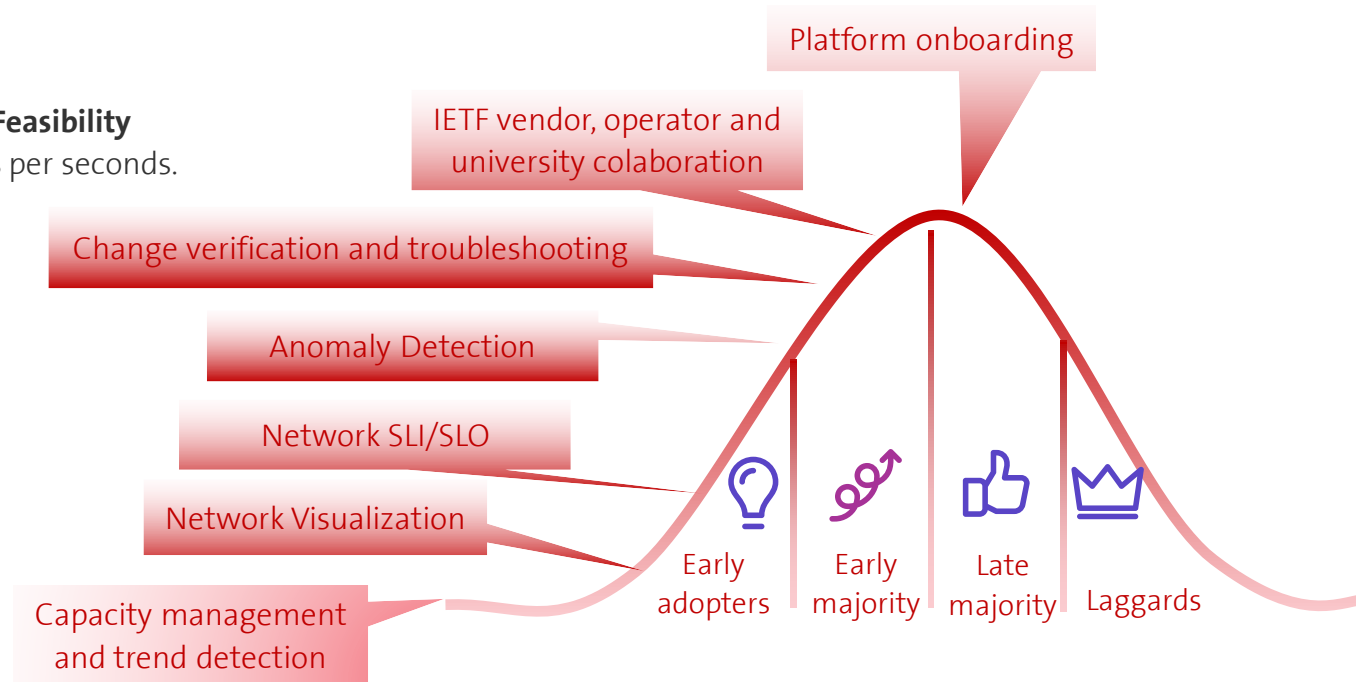 Platform onboarding
Feasibility
per seconds.
IETF vendor, operator and
university colaboration
Change verification and troubleshooting
Anomaly Detection
Network SLI/SLO
Network Visualization
Capacity management
and trend detection
Early
adopters
Early
majority
Late
majority
Laggards